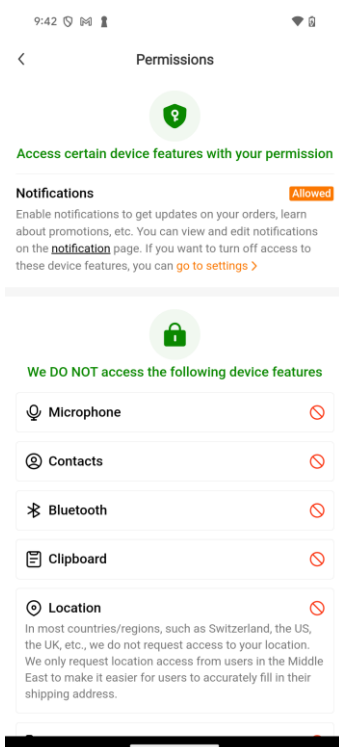 9:42
Permissions
Access certain device features with your permission
Notifications
Allowed
Enable notifications to get updates on your orders, learn
about promotions, etc. You can view and edit notifications
on the notification page. If you want to turn off access to
these device features, you can go to settings >
We DO NOT access the following device features
Microphone
Contacts
Bluetooth
Clipboard
Location
In most countries/regions, such as Switzerland, the US,
the UK, etc., we do not request access to your location.
We only request location access from users in the Middle
East to make it easier for users to accurately fill in their
shipping address.